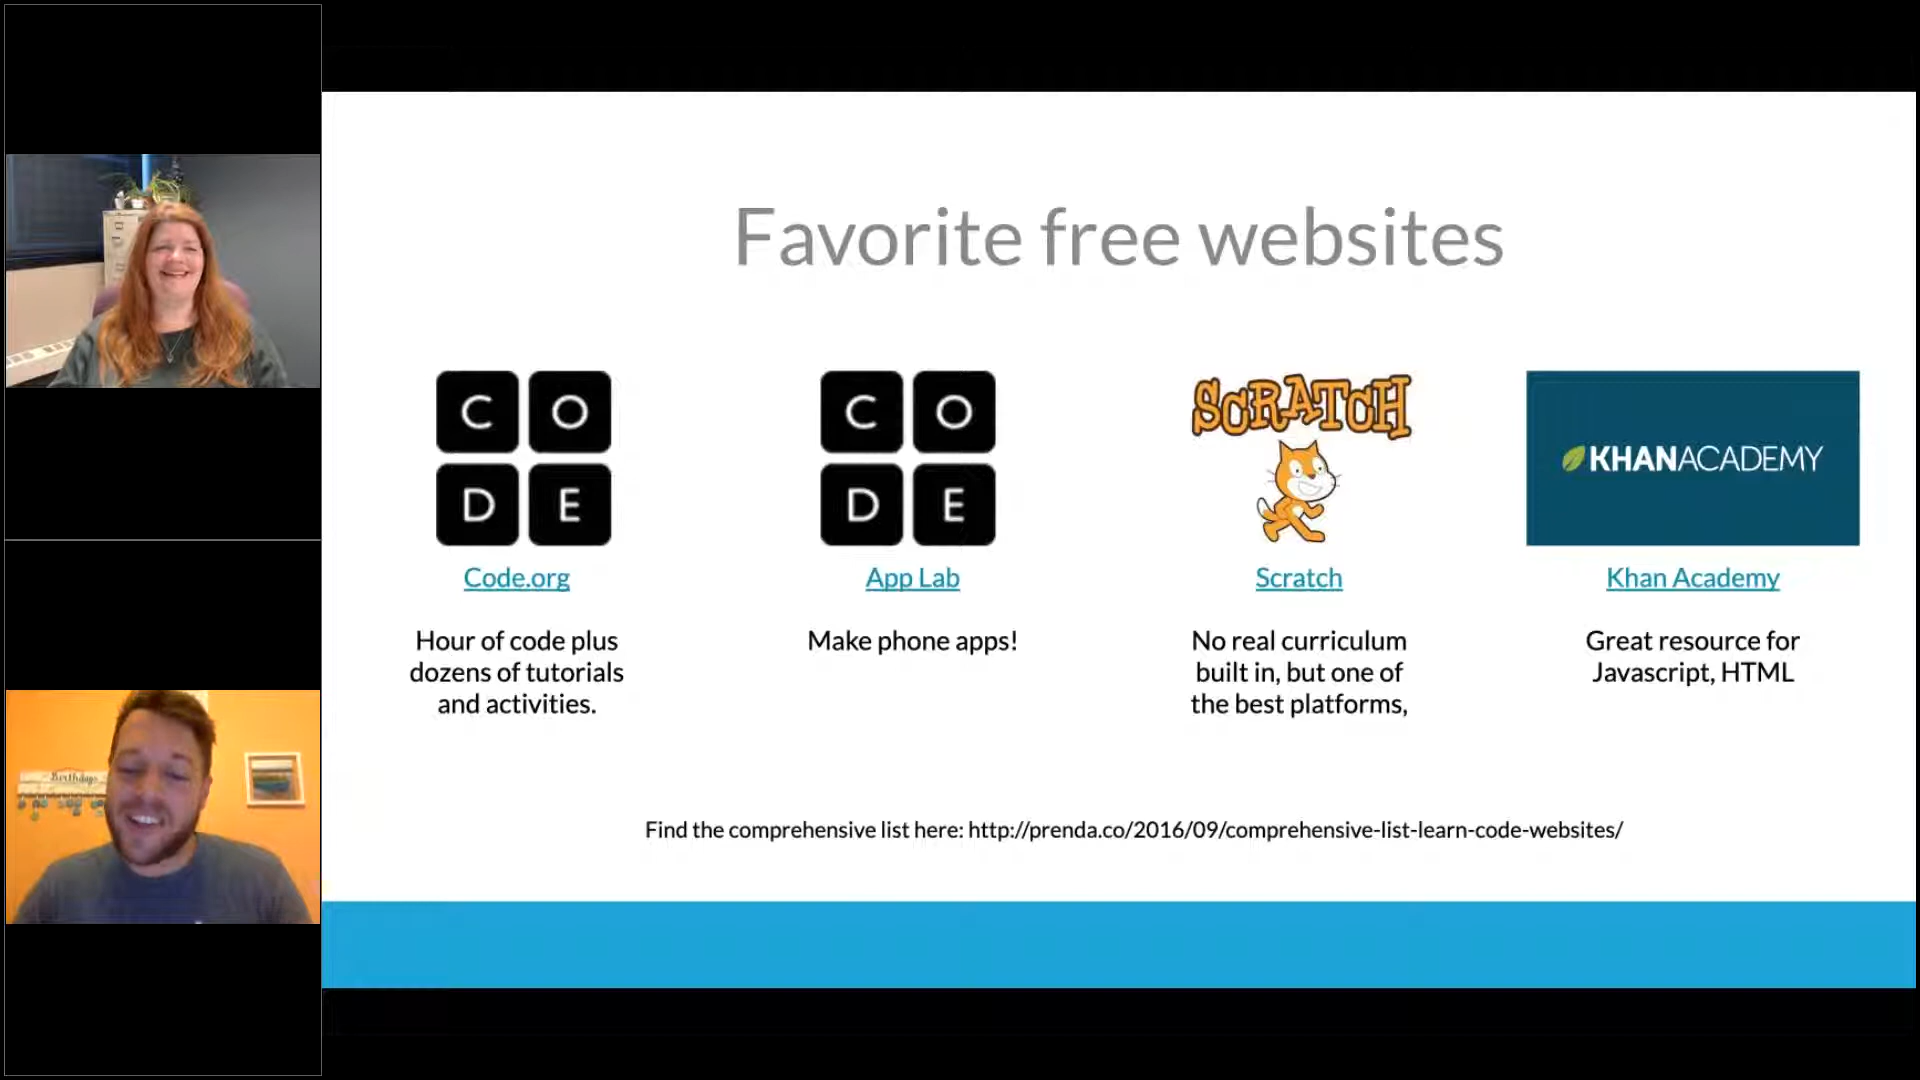 Favorite free websites
C O
D E
C O
D E
SCRATCH
KHANACADEMY
Code.org
App Lab
Scratch
Khan Academy
Hour of code plus
dozens of tutorials
and activities.
Make phone apps!
No real curriculum
built in, but one of
the best platforms,
Great resource for
Javascript, HTML
Find the comprehensive list here: http://prenda.co/2016/09/comprehensive-list-learn-code-websites/
Birthdays